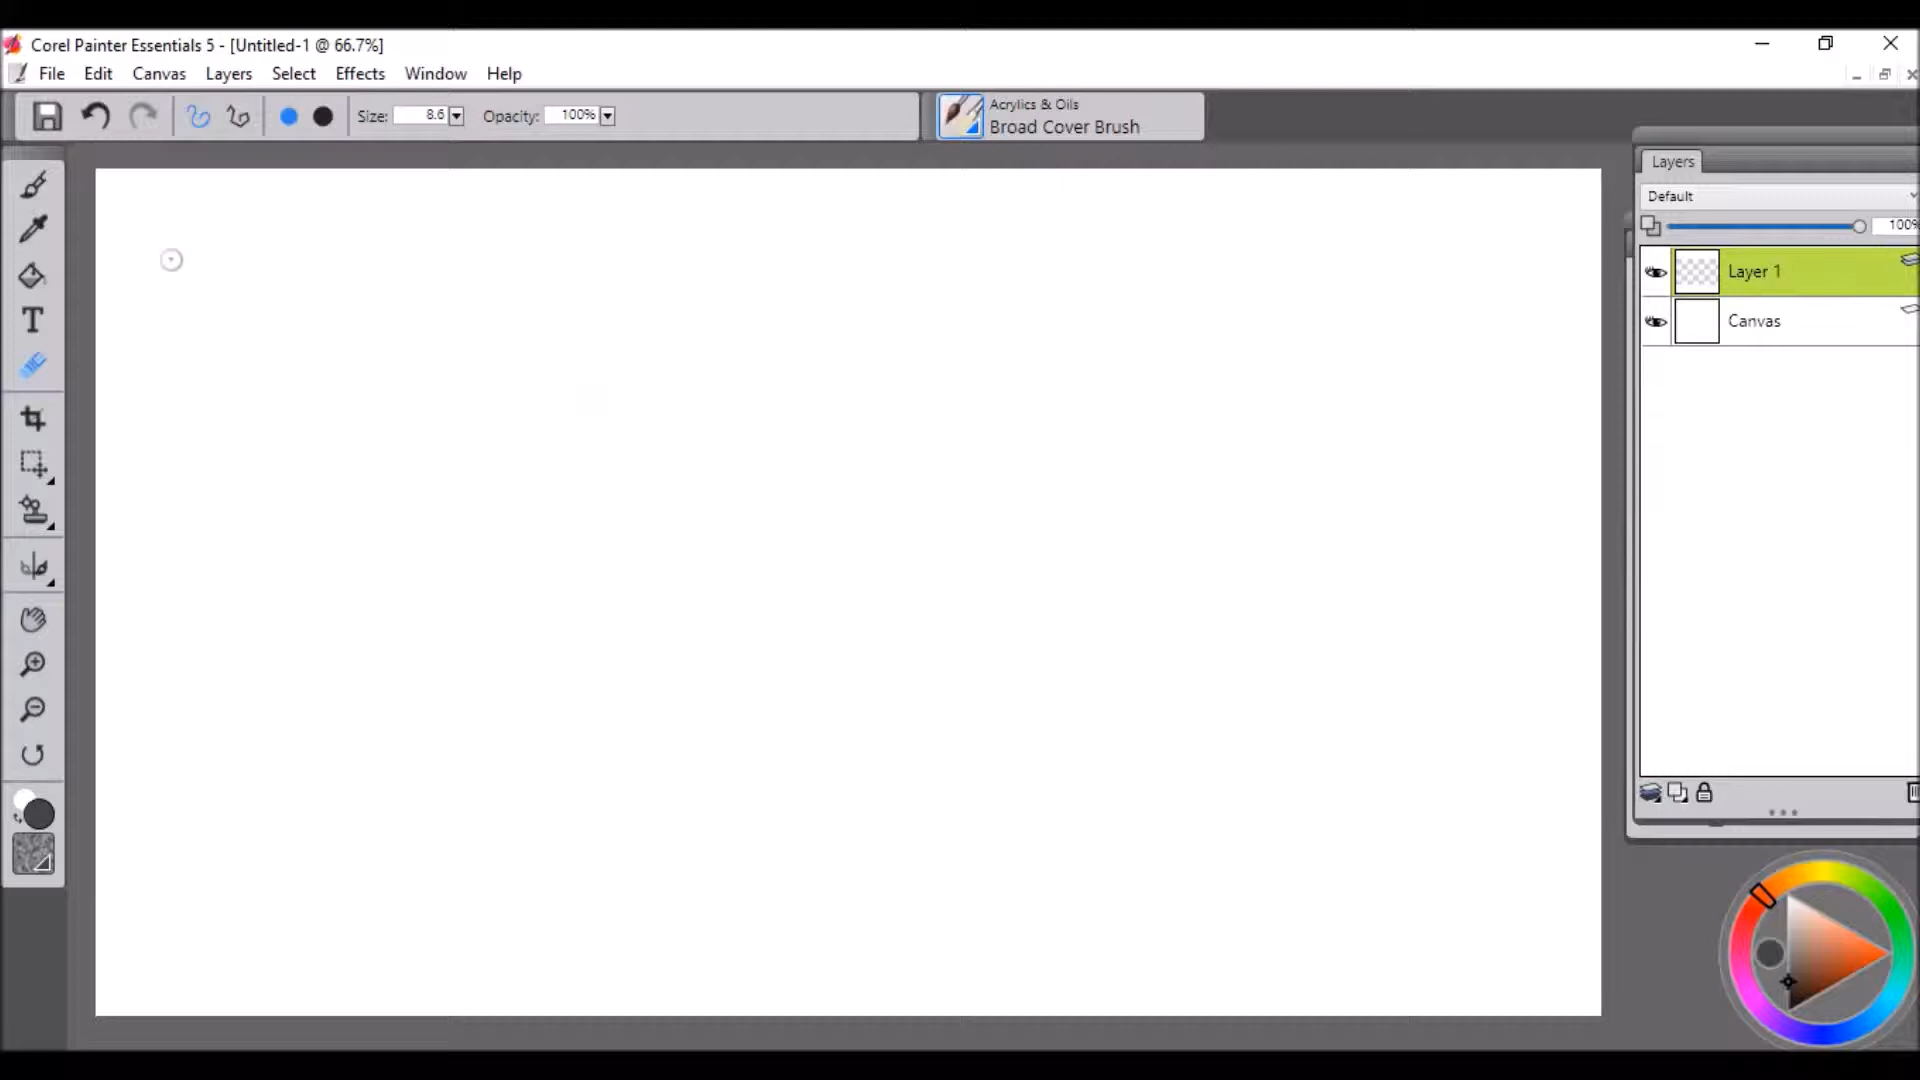 Corel Painter Essentials 5 - [Untitled-1 @ 66.7%]
File Edit Canvas Layers Select Effects Window Help
Size: 8.6 Opacity: 100%
Acrylics & Oils
Broad Cover Brush
Layers
Default
100%
Layer 1
Canvas